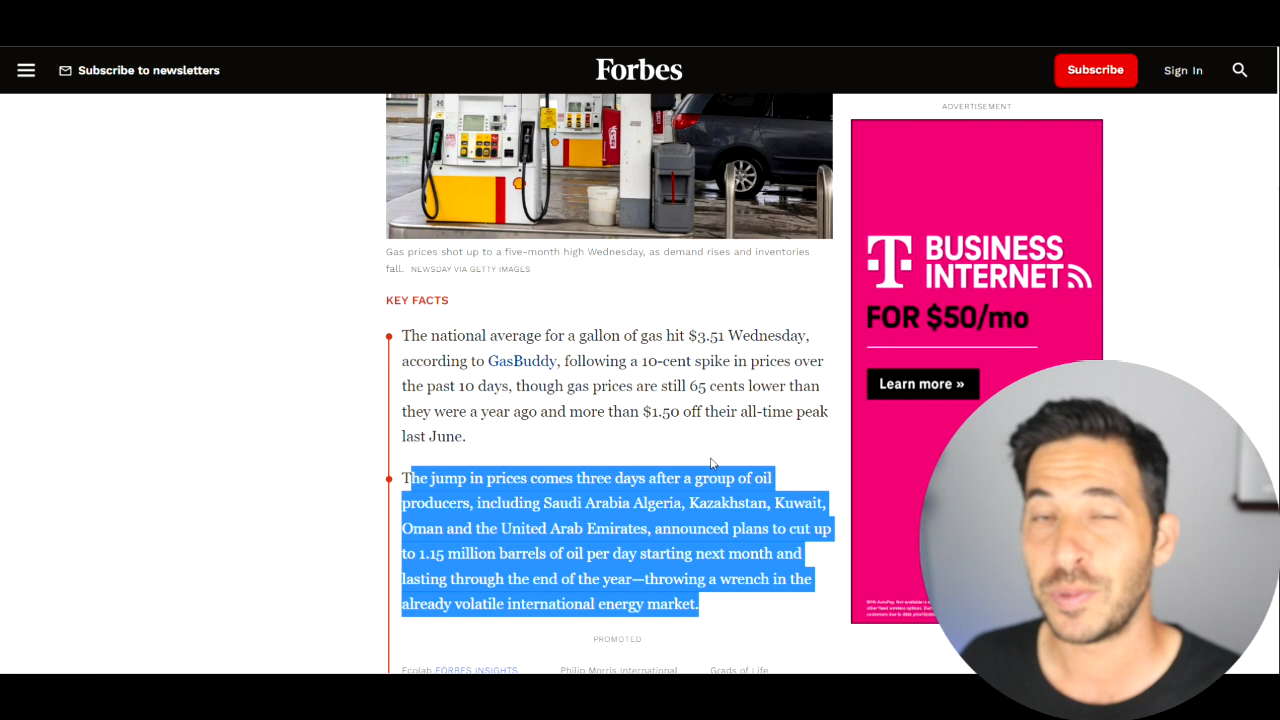 Subscribe to newsletters
Forbes
Subscribe
Sign In
ADVERTISEMENT
Gas prices shot up to a five-month high Wednesday, as demand rises and inventories
fall. NEWSDAY VIA GETTY IMAGES
KEY FACTS
The national average for a gallon of gas hit $3.51 Wednesday,
according to GasBuddy, following a 10-cent spike in prices over
the past 10 days, though gas prices are still 65 cents lower than
they were a year ago and more than $1.50 off their all-time peak
last June.
The jump in prices comes three days after a group of oil
producers, including Saudi Arabia Algeria, Kazakhstan, Kuwait,
Oman and the United Arab Emirates, announced plans to cut up
to 1.15 million barrels of oil per day starting next month and
lasting through the end of the year—throwing a wrench in the
already volatile international energy market.
PROMOTED
Ecolab FORBES INSIGHTS
Philip Morris International
Grads of Life
T BUSINESS
INTERNET
FOR $50/mo
Learn more »